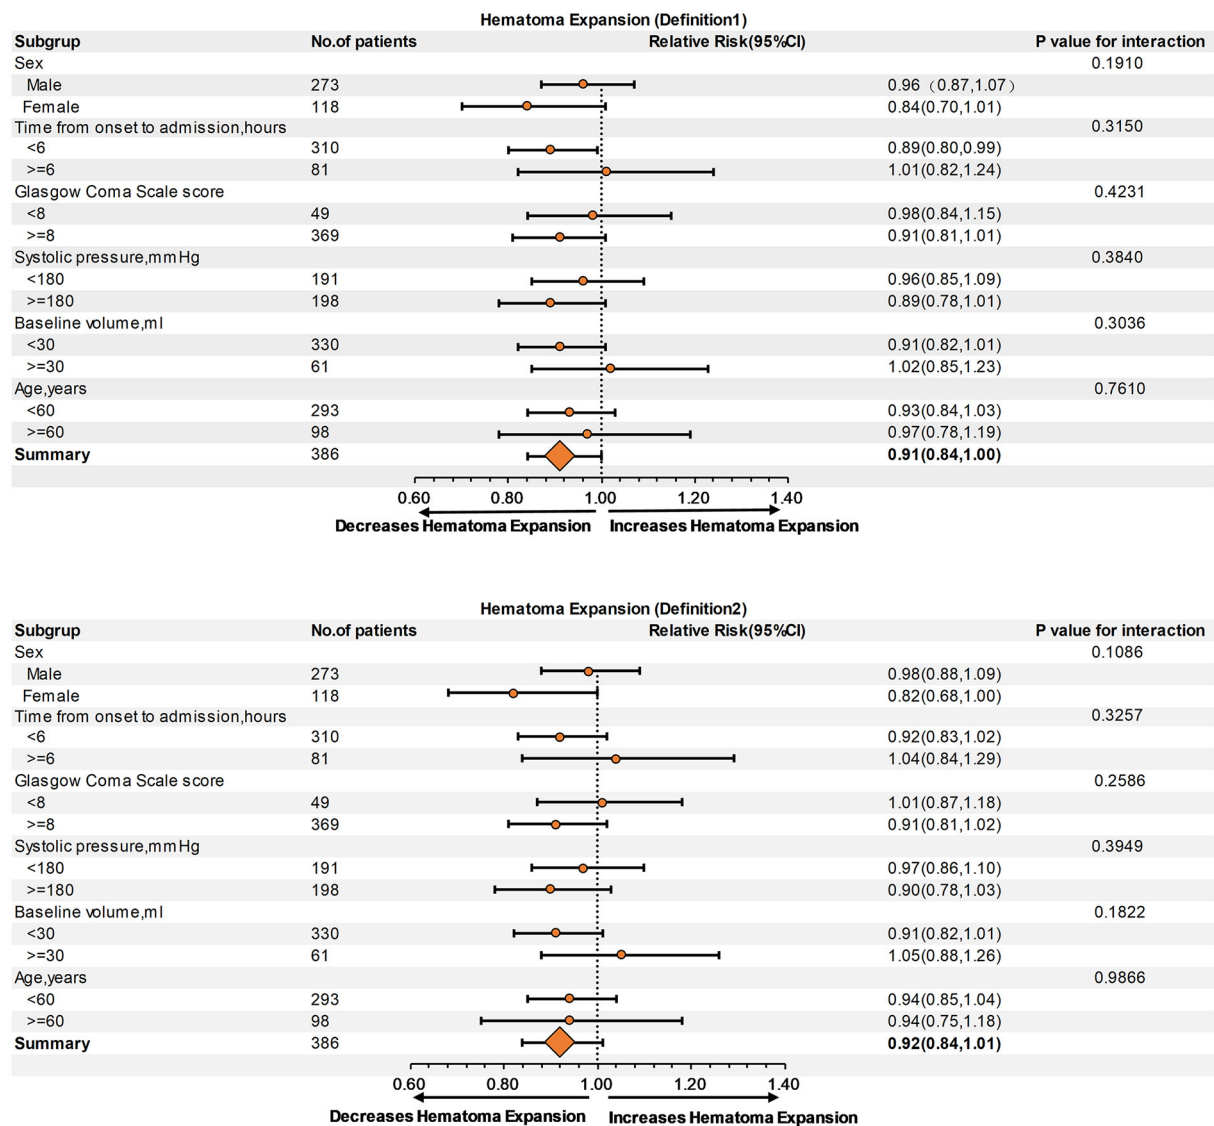 Hematoma Expansion (Definition1)
Subgrup No.of patients Relative Risk(95%CI) P value for interaction
Sex 0.1910
Male 273 0.96 （0.87,1.07）
Female 118 0.84(0.70,1.01)
Time from onset to admission,hours 0.3150
<6 310 0.89(0.80,0.99)
>=6 81 1.01(0.82,1.24)
Glasgow Coma Scale score 0.4231
<8 49 0.98(0.84,1.15)
>=8 369 0.91(0.81,1.01)
Systolic pressure,mmHg 0.3840
<180 191 0.96(0.85,1.09)
>=180 198 0.89(0.78,1.01)
Baseline volume,ml 0.3036
<30 330 0.91(0.82,1.01)
>=30 61 1.02(0.85,1.23)
Age,years 0.7610
<60 293 0.93(0.84,1.03)
>=60 98 0.97(0.78,1.19)
Summary 386 0.91(0.84,1.00)
0.60 0.80 1.00 1.20 1.40
Decreases Hematoma Expansion Increases Hematoma Expansion
Hematoma Expansion (Definition2)
Subgrup No.of patients Relative Risk(95%CI) P value for interaction
Sex 0.1086
Male 273 0.98(0.88,1.09)
Female 118 0.82(0.68,1.00)
Time from onset to admission,hours 0.3257
<6 310 0.92(0.83,1.02)
>=6 81 1.04(0.84,1.29)
Glasgow Coma Scale score 0.2586
<8 49 1.01(0.87,1.18)
>=8 369 0.91(0.81,1.02)
Systolic pressure,mmHg 0.3949
<180 191 0.97(0.86,1.10)
>=180 198 0.90(0.78,1.03)
Baseline volume,ml 0.1822
<30 330 0.91(0.82,1.01)
>=30 61 1.05(0.88,1.26)
Age,years 0.9866
<60 293 0.94(0.85,1.04)
>=60 98 0.94(0.75,1.18)
Summary 386 0.92(0.84,1.01)
0.60 0.80 1.00 1.20 1.40
Decreases Hematoma Expansion Increases Hematoma Expansion